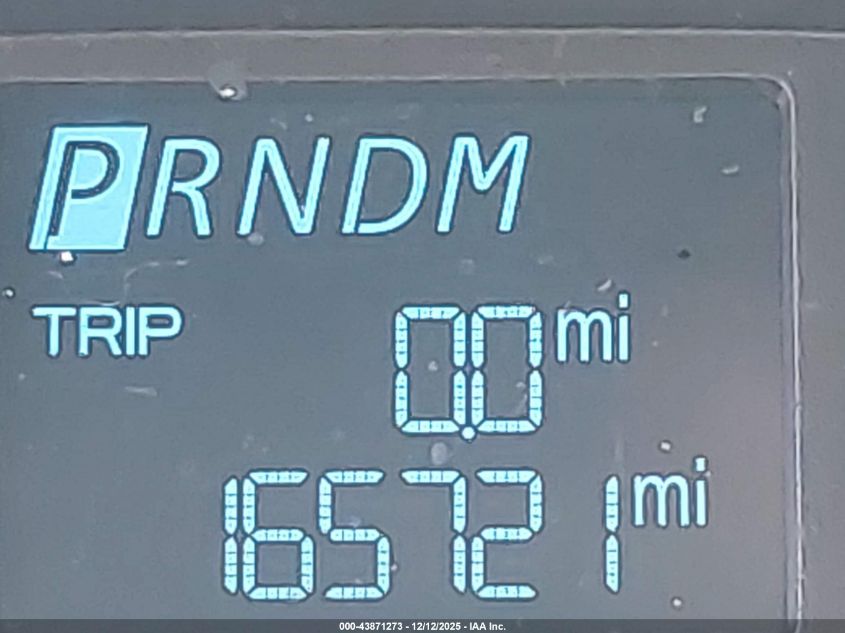 PRNDM
TRIP 0.0 mi
165721 mi
000-43871273 - 12/12/2025 - IAA Inc.